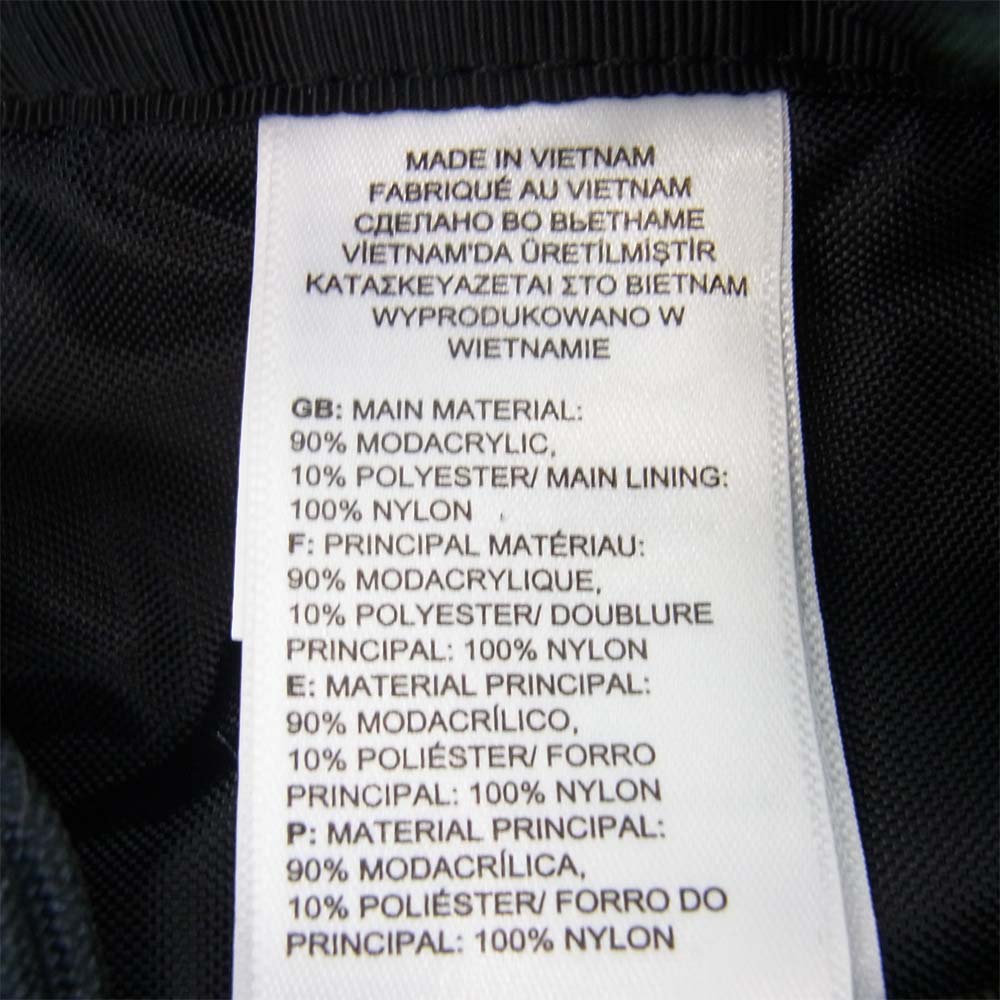 MADE IN VIETNAM
FABRIQUÉ AU VIETNAM
СДЕЛАНО ВО ВЬЕТНАМЕ
VİETNAM'DA ÜRETİLMİŞTİR
ΚΑΤΑΣΚΕΥΑΖΕΤΑΙ ΣΤΟ ΒΙΕΤΝΑΜ
WYPRODUKOWANO W
WIETNAMIE
GB: MAIN MATERIAL:
90% MODACRYLIC,
10% POLYESTER/ MAIN LINING:
100% NYLON
F: PRINCIPAL MATÉRIAU:
90% MODACRYLIQUE,
10% POLYESTER/ DOUBLURE
PRINCIPAL: 100% NYLON
E: MATERIAL PRINCIPAL:
90% MODACRÍLICO,
10% POLIÉSTER/ FORRO
PRINCIPAL: 100% NYLON
P: MATERIAL PRINCIPAL:
90% MODACRÍLICA,
10% POLIÉSTER/ FORRO DO
PRINCIPAL: 100% NYLON